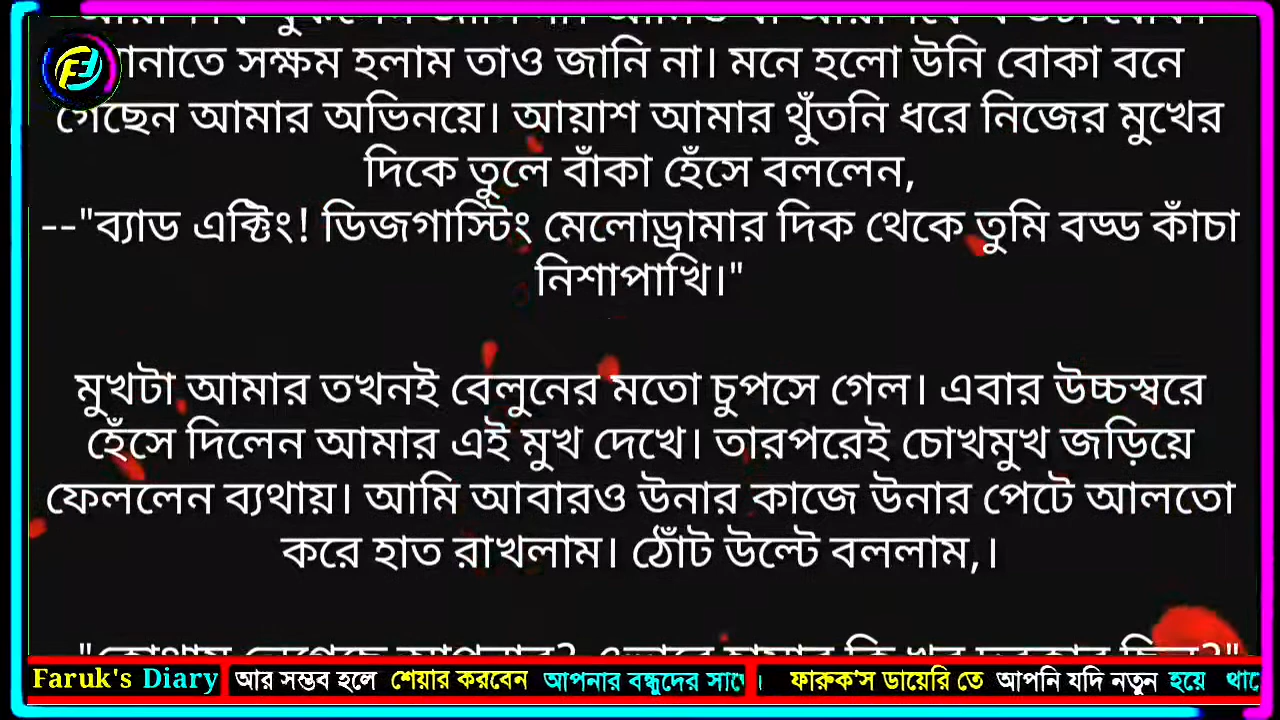 সক্ষম হলাম তাও জানি না। মনে হলো উনি বোকা বনে
গেছেন আমার অভিনয়ে। আয়াশ আমার থুঁতনি ধরে নিজের মুখের
দিকে তুলে বাঁকা হেঁসে বললেন,
--"ব্যাড এক্টিং! ডিজগাস্টিং মেলোড্রামার দিক থেকে তুমি বড্ড কাঁচা
নিশাপাখি।"
মুখটা আমার তখনই বেলুনের মতো চুপসে গেল। এবার উচ্চস্বরে
হেঁসে দিলেন আমার এই মুখ দেখে। তারপরেই চোখমুখ জড়িয়ে
ফেললেন ব্যথায়। আমি আবারও উনার কাজে উনার পেটে আলতো
করে হাত রাখলাম। ঠোঁট উল্টে বললাম,।
Faruk's Diary
আর সম্ভব হলে শেয়ার করবেন আপনার বন্ধুদের
। ফারুক'স ডায়েরি তে আপনি যদি নতুন হয়ে